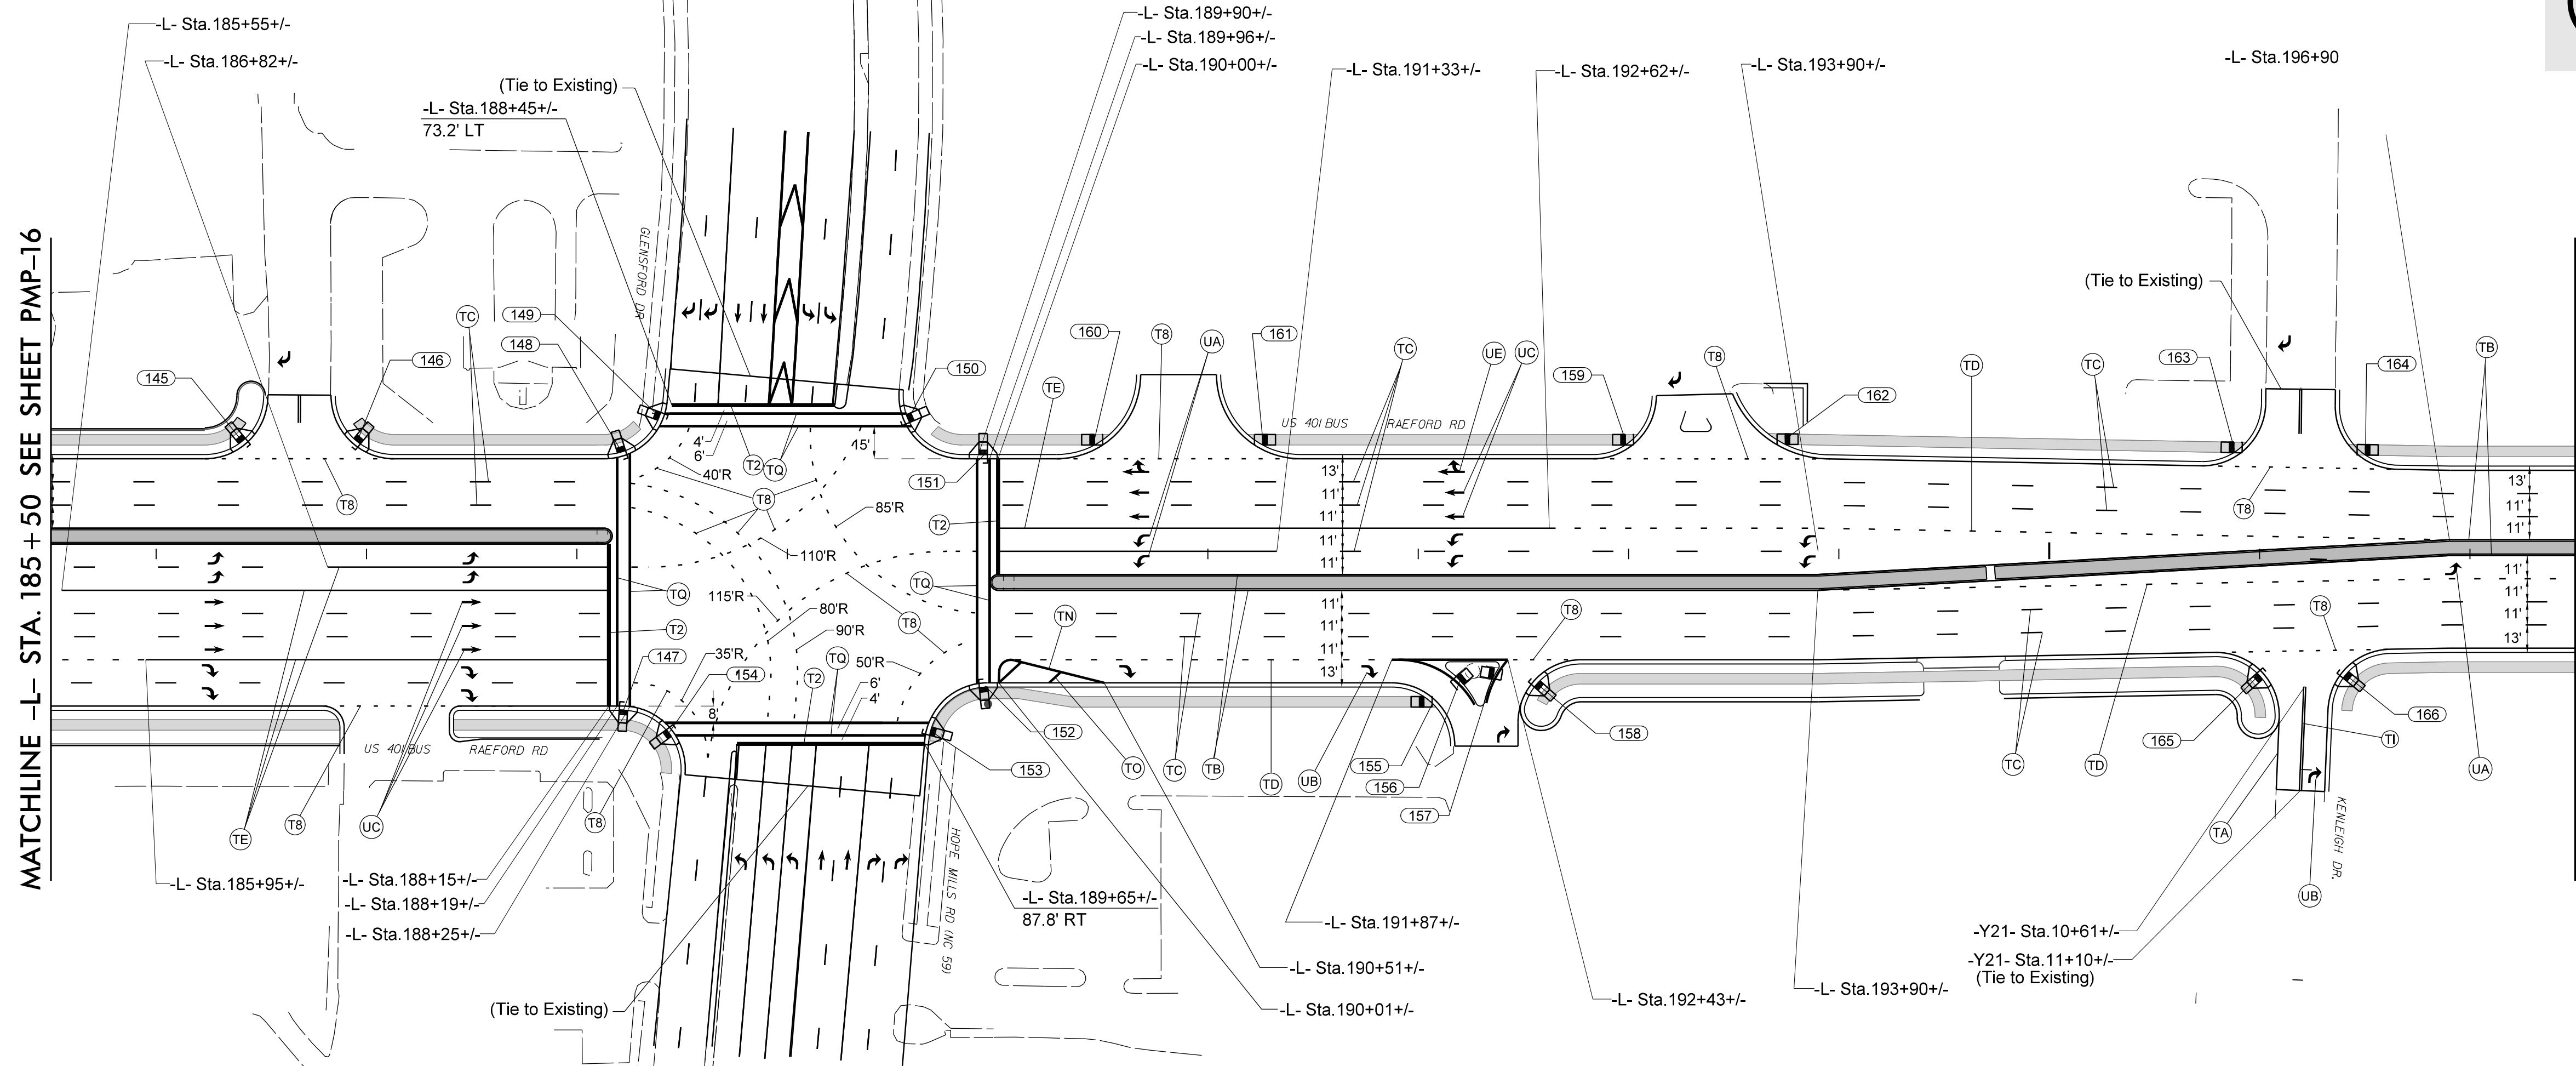 MATCHLINE -L- STA. 185+50 SEE SHEET PMP-16
-L- Sta.185+55+/-
-L- Sta.186+82+/-
(Tie to Existing)
-L- Sta.188+45+/-
73.2' LT
-L- Sta.189+90+/-
-L- Sta.189+96+/-
-L- Sta.190+00+/-
-L- Sta.191+33+/-
-L- Sta.192+62+/-
-L- Sta.193+90+/-
-L- Sta.196+90
(Tie to Existing)
GLENSFORD DR
TC
149
148
146
145
150
160
T8
UA
161
TC
UE
UC
159
T8
TD
TC
163
164
TB
TE
162
US 401 BUS
RAEFORD RD
4'
6'
15'
T2
TQ
40'R
T8
85'R
110'R
151
T2
T8
13'
11'
11'
11'
11'
T8
13'
11'
11'
TQ
TQ
T2
147
115'R
80'R
90'R
T8
35'R
154
TQ
50'R
T2
6'
4'
8'
TN
11'
11'
11'
13'
T8
11'
11'
11'
13'
T8
US 401 BUS
RAEFORD RD
152
153
TO
TC
TB
TD
UB
155
156
157
158
TC
TD
165
166
TI
UA
TE
T8
UC
T8
TA
UB
KENLEIGH DR.
HOPE MILLS RD (NC 59)
-L- Sta.185+95+/-
-L- Sta.188+15+/-
-L- Sta.188+19+/-
-L- Sta.188+25+/-
-L- Sta.189+65+/-
87.8' RT
-L- Sta.191+87+/-
-L- Sta.190+51+/-
-L- Sta.190+01+/-
-L- Sta.192+43+/-
-L- Sta.193+90+/-
-Y21- Sta.10+61+/-
-Y21- Sta.11+10+/-
(Tie to Existing)
(Tie to Existing)